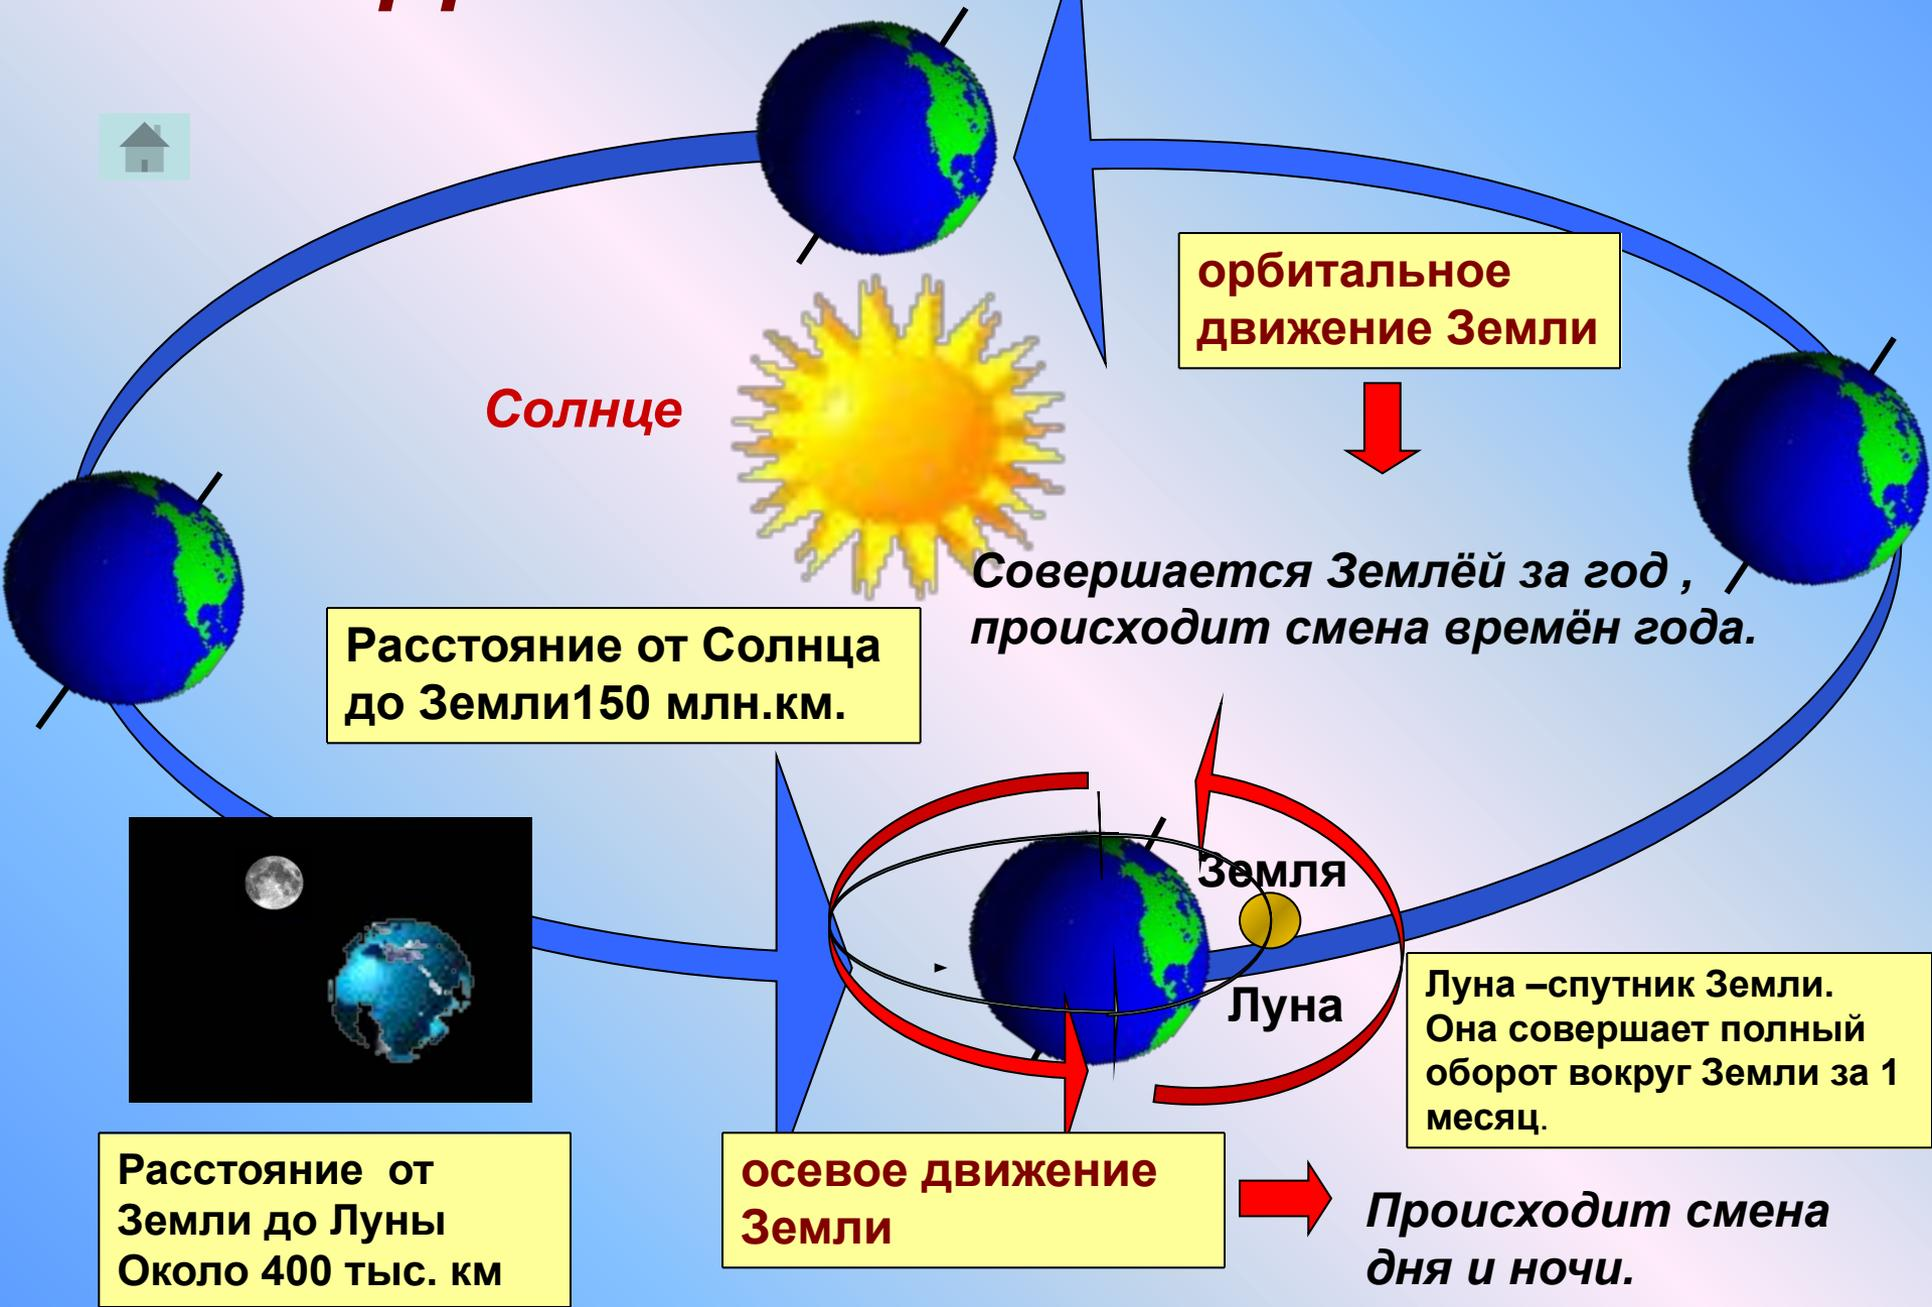 орбитальное
движение Земли
Солнце
Совершается Землёй за год ,
происходит смена времён года.
Расстояние от Солнца
до Земли150 млн.км.
Земля
Луна
Луна –спутник Земли.
Она совершает полный
оборот вокруг Земли за 1
месяц.
Расстояние от
Земли до Луны
Около 400 тыс. км
осевое движение
Земли
Происходит смена
дня и ночи.